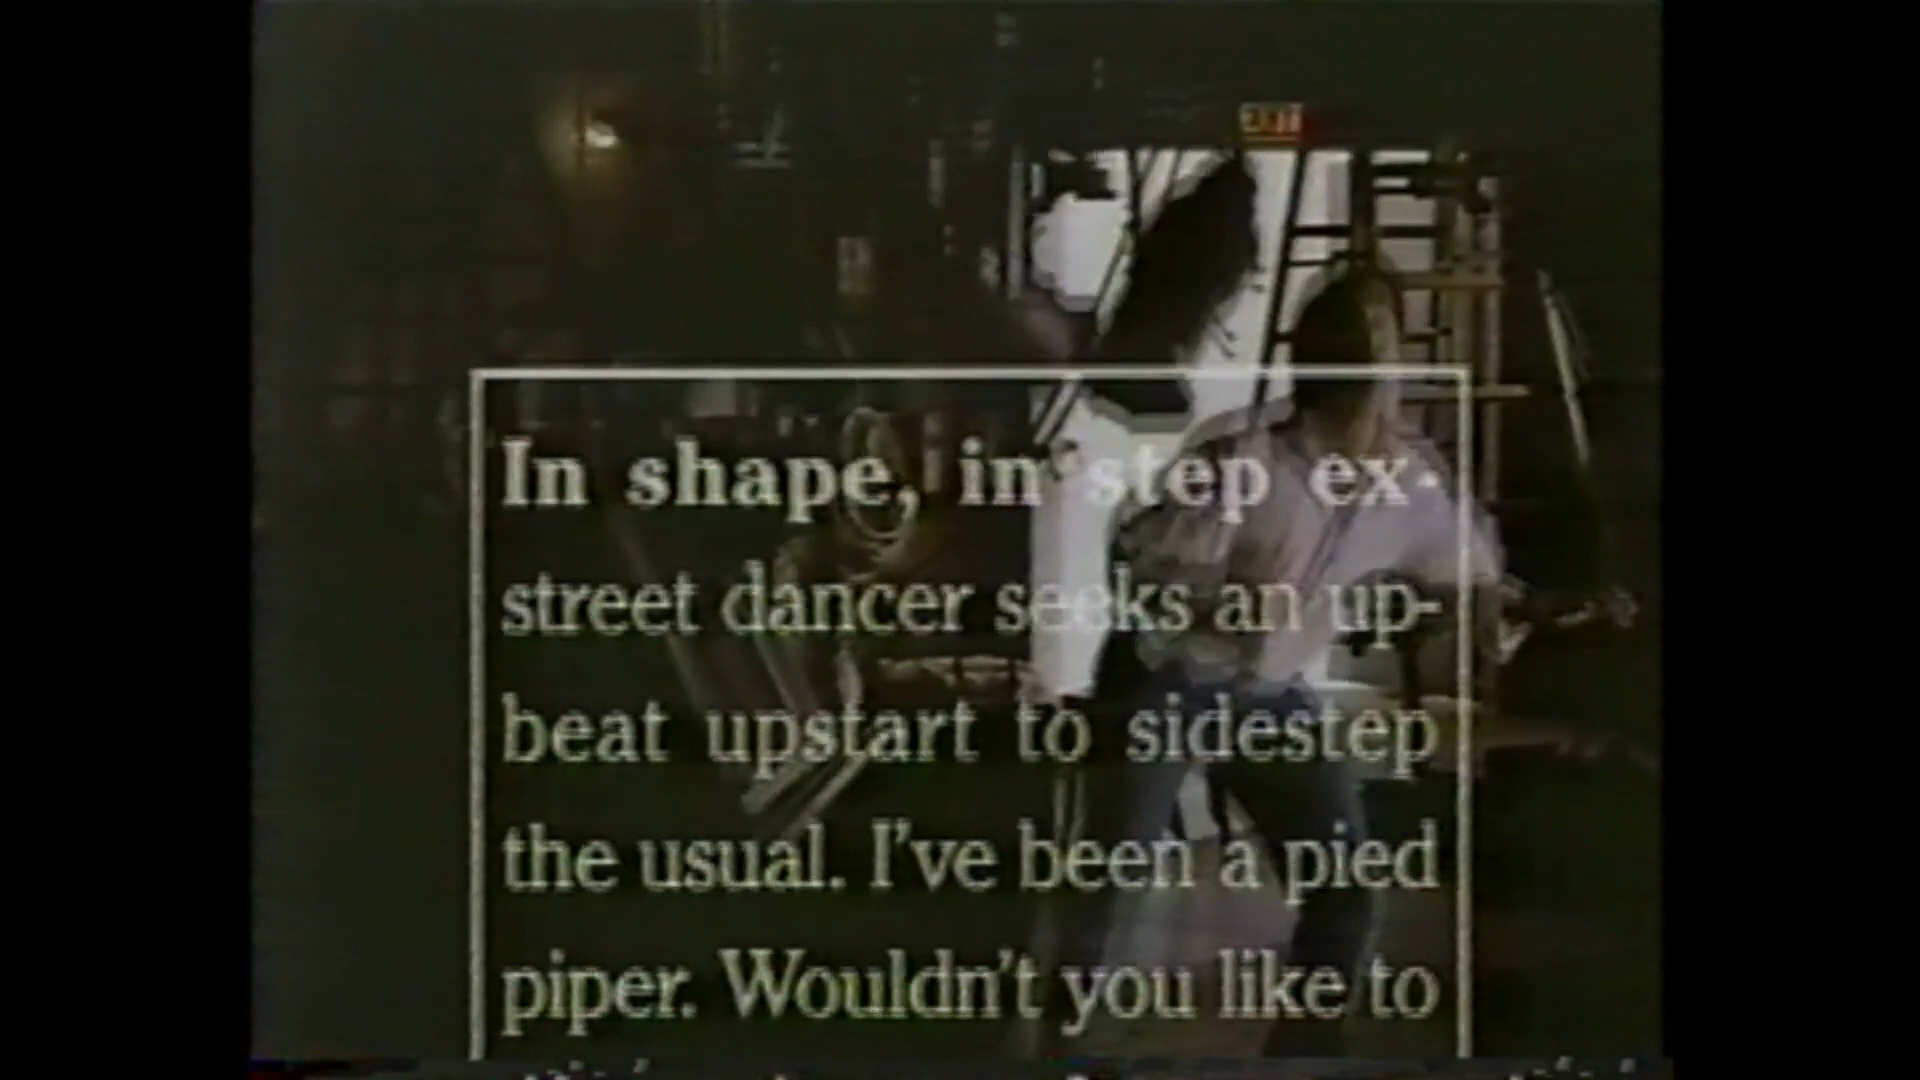 EXIT
In shape, in step ex-
street dancer seeks an up-
beat upstart to sidestep
the usual. I've been a pied
piper. Wouldn't you like to